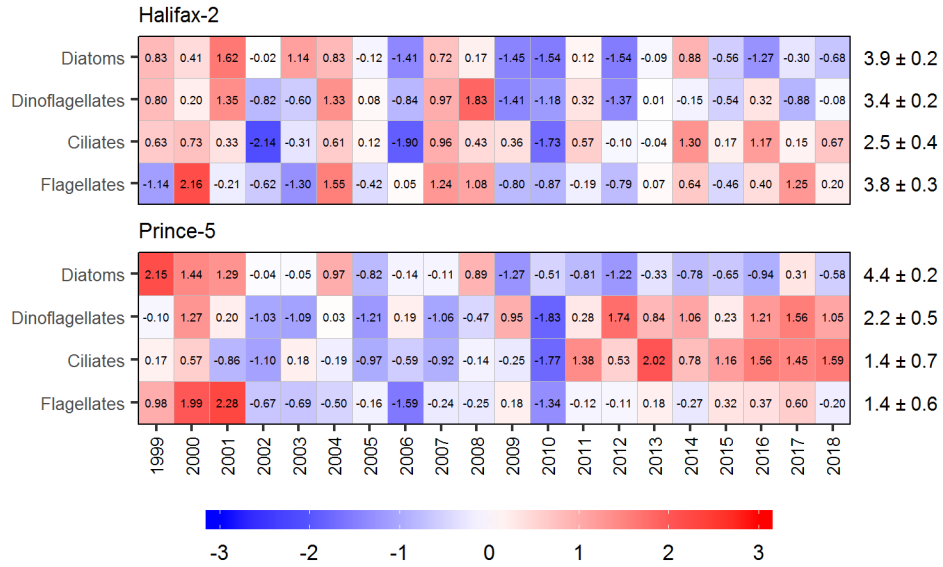 Halifax-2
Diatoms 0.83 0.41 1.62 -0.02 1.14 0.83 -0.12 -1.41 0.72 0.17 -1.45 -1.54 0.12 -1.54 -0.09 0.88 -0.56 -1.27 -0.30 -0.68 3.9 ± 0.2
Dinoflagellates 0.80 0.20 1.35 -0.82 -0.60 1.33 0.08 -0.84 0.97 1.83 -1.41 -1.18 0.32 -1.37 0.01 -0.15 -0.54 0.32 -0.88 -0.08 3.4 ± 0.2
Ciliates 0.63 0.73 0.33 -2.14 -0.31 0.61 0.12 -1.90 0.96 0.43 0.36 -1.73 0.57 -0.10 -0.04 1.30 0.17 1.17 0.15 0.67 2.5 ± 0.4
Flagellates -1.14 2.16 -0.21 -0.62 -1.30 1.55 -0.42 0.05 1.24 1.08 -0.80 -0.87 -0.19 -0.79 0.07 0.64 -0.46 0.40 1.25 0.20 3.8 ± 0.3
Prince-5
Diatoms 2.15 1.44 1.29 -0.04 -0.05 0.97 -0.82 -0.14 -0.11 0.89 -1.27 -0.51 -0.81 -1.22 -0.33 -0.78 -0.65 -0.94 0.31 -0.58 4.4 ± 0.2
Dinoflagellates -0.10 1.27 0.20 -1.03 -1.09 0.03 -1.21 0.19 -1.06 -0.47 0.95 -1.83 0.28 1.74 0.84 1.06 0.23 1.21 1.56 1.05 2.2 ± 0.5
Ciliates 0.17 0.57 -0.86 -1.10 0.18 -0.19 -0.97 -0.59 -0.92 -0.14 -0.25 -1.77 1.38 0.53 2.02 0.78 1.16 1.56 1.45 1.59 1.4 ± 0.7
Flagellates 0.98 1.99 2.28 -0.67 -0.69 -0.50 -0.16 -1.59 -0.24 -0.25 0.18 -1.34 -0.12 -0.11 0.18 -0.27 0.32 0.37 0.60 -0.20 1.4 ± 0.6
1999 2000 2001 2002 2003 2004 2005 2006 2007 2008 2009 2010 2011 2012 2013 2014 2015 2016 2017 2018
-3 -2 -1 0 1 2 3